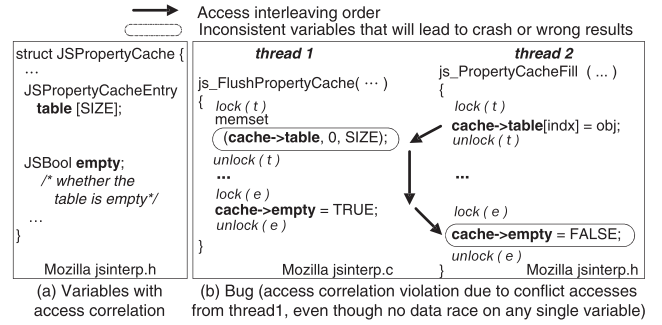 Access interleaving order
Inconsistent variables that will lead to crash or wrong results
struct JSPropertyCache {
...
JSPropertyCacheEntry
table [SIZE];
JSBool empty;
/* whether the
table is empty*/
...
}
Mozilla jsinterp.h
(a) Variables with
access correlation
thread 1
js_FlushPropertyCache( ... )
{
lock ( t )
memset
(cache->table, 0, SIZE);
unlock ( t )
...
lock ( e )
cache->empty = TRUE;
unlock ( e )
}
Mozilla jsinterp.c
thread 2
js_PropertyCacheFill ( ... )
{
lock ( t )
cache->table[indx] = obj;
unlock ( t )
...
lock ( e )
cache->empty = FALSE;
unlock ( e )
}
Mozilla jsinterp.h
(b) Bug (access correlation violation due to conflict accesses
from thread1, even though no data race on any single variable)